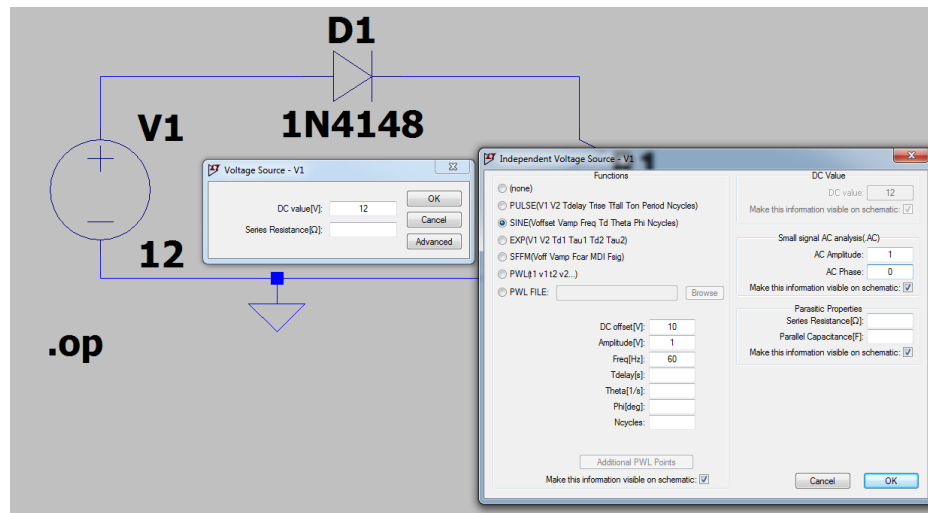 D1
1N4148
V1
12
.op
Voltage Source - V1
DC value[V]: 12
Series Resistance[Ω]:
OK
Cancel
Advanced
Independent Voltage Source - V1
Functions
(none)
PULSE(V1 V2 Tdelay Trise Tfall Ton Period Ncycles)
SINE(Voffset Vamp Freq Td Theta Phi Ncycles)
EXP(V1 V2 Td1 Tau1 Td2 Tau2)
SFFM(Voff Vamp Fcar MDI Fsig)
PWL(t1 v1 t2 v2...)
PWL FILE:
Browse
DC offset[V]: 10
Amplitude[V]: 1
Freq[Hz]: 60
Tdelay[s]:
Theta[1/s]:
Phi[deg]:
Ncycles:
Additional PWL Points
Make this information visible on schematic:
DC Value
DC value: 12
Make this information visible on schematic:
Small signal AC analysis(.AC)
AC Amplitude: 1
AC Phase: 0
Make this information visible on schematic:
Parasitic Properties
Series Resistance[Ω]:
Parallel Capacitance[F]:
Make this information visible on schematic:
Cancel
OK